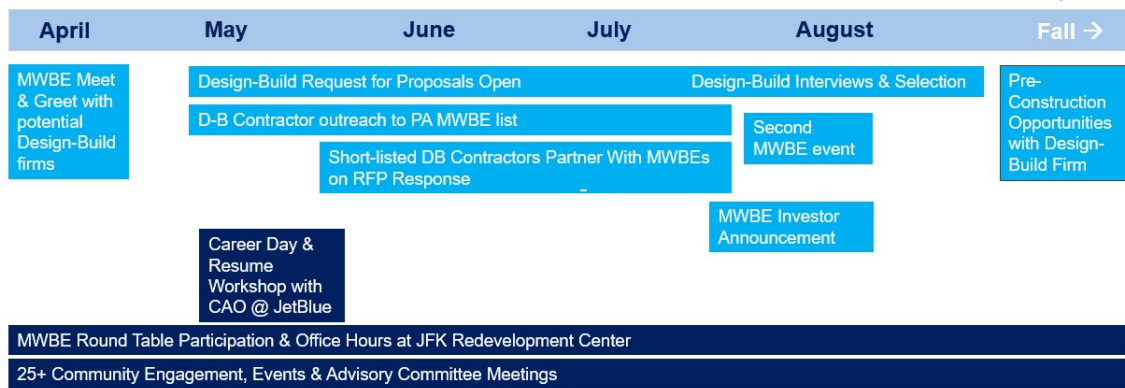 April May June July August Fall →
MWBE Meet
& Greet with
potential
Design-Build
firms
Design-Build Request for Proposals Open
Design-Build Interviews & Selection
D-B Contractor outreach to PA MWBE list
Short-listed DB Contractors Partner With MWBEs
on RFP Response
Second
MWBE event
Pre-
Construction
Opportunities
with Design-
Build Firm
MWBE Investor
Announcement
Career Day &
Resume
Workshop with
CAO @ JetBlue
MWBE Round Table Participation & Office Hours at JFK Redevelopment Center
25+ Community Engagement, Events & Advisory Committee Meetings